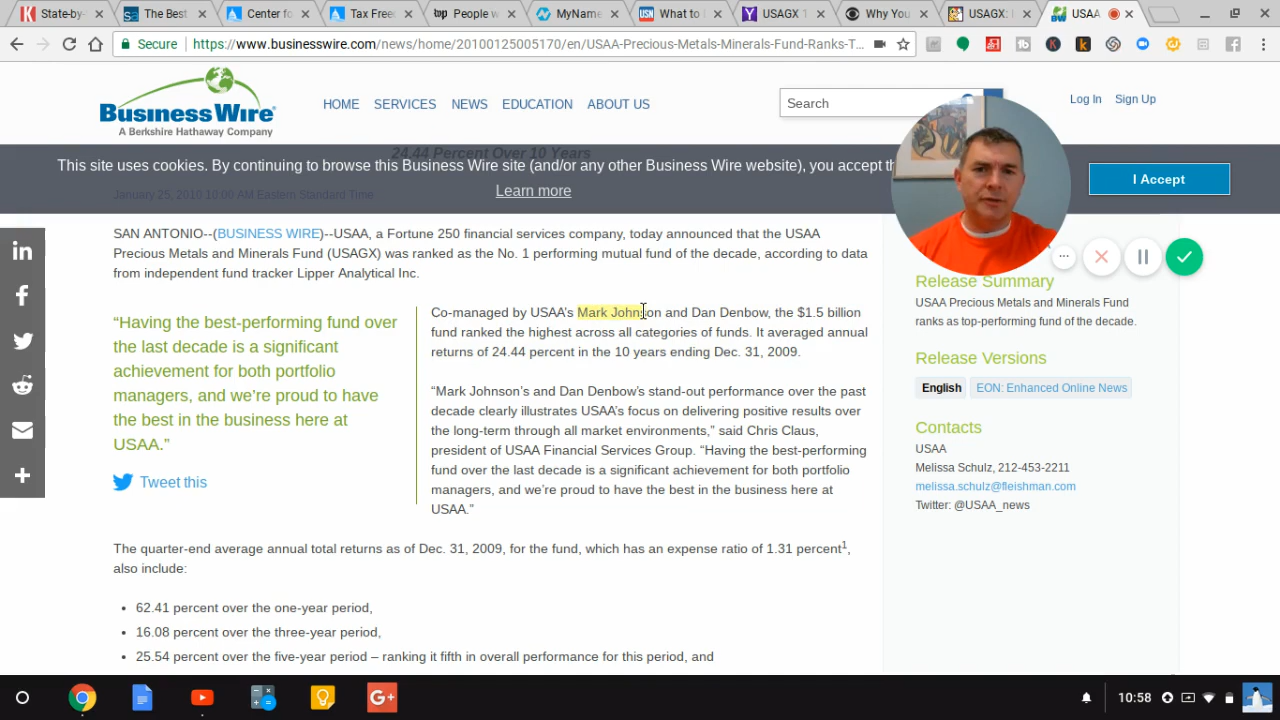 State-by-
The Best
Center fo
Tax Free
People w
MyName
What to
USAGX T
Why You
USAGX:
USAA
Secure
https://www.businesswire.com/news/home/20100125005170/en/USAA-Precious-Metals-Minerals-Fund-Ranks-T...
BUSINESS WIRE
A Berkshire Hathaway Company
HOME SERVICES NEWS EDUCATION ABOUT US
Search
Log In Sign Up
24.44 Percent Over 10 Years
This site uses cookies. By continuing to browse this Business Wire site (and/or any other Business Wire website), you accept th
Learn more
I Accept
January 25, 2010 10:00 AM Eastern Standard Time
SAN ANTONIO--(BUSINESS WIRE)--USAA, a Fortune 250 financial services company, today announced that the USAA
Precious Metals and Minerals Fund (USAGX) was ranked as the No. 1 performing mutual fund of the decade, according to data
from independent fund tracker Lipper Analytical Inc.
“Having the best-performing fund over
the last decade is a significant
achievement for both portfolio
managers, and we’re proud to have
the best in the business here at
USAA.”
Tweet this
Co-managed by USAA’s Mark Johnson and Dan Denbow, the $1.5 billion
fund ranked the highest across all categories of funds. It averaged annual
returns of 24.44 percent in the 10 years ending Dec. 31, 2009.
“Mark Johnson’s and Dan Denbow’s stand-out performance over the past
decade clearly illustrates USAA’s focus on delivering positive results over
the long-term through all market environments,” said Chris Claus,
president of USAA Financial Services Group. “Having the best-performing
fund over the last decade is a significant achievement for both portfolio
managers, and we’re proud to have the best in the business here at
USAA.”
The quarter-end average annual total returns as of Dec. 31, 2009, for the fund, which has an expense ratio of 1.31 percent1,
also include:
• 62.41 percent over the one-year period,
• 16.08 percent over the three-year period,
• 25.54 percent over the five-year period – ranking it fifth in overall performance for this period, and
Release Summary
USAA Precious Metals and Minerals Fund
ranks as top-performing fund of the decade.
Release Versions
English EON: Enhanced Online News
Contacts
USAA
Melissa Schulz, 212-453-2211
melissa.schulz@fleishman.com
Twitter: @USAA_news
10:58